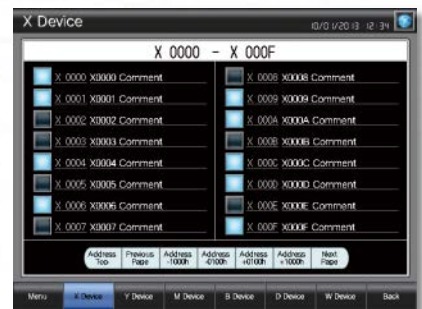 X Device
10/01/2013 12:34
X 0000 - X 000F
X 0000 X0000 Comment
X 0001 X0001 Comment
X 0002 X0002 Comment
X 0003 X0003 Comment
X 0004 X0004 Comment
X 0005 X0005 Comment
X 0006 X0006 Comment
X 0007 X0007 Comment
X 0008 X0008 Comment
X 0009 X0009 Comment
X 000A X000A Comment
X 000B X000B Comment
X 000C X000C Comment
X 000D X000D Comment
X 000E X000E Comment
X 000F X000F Comment
Address Top
Previous Page
Address -1000h
Address -0100h
Address +0100h
Address +1000h
Next Page
Menu X Device Y Device M Device B Device D Device W Device Back